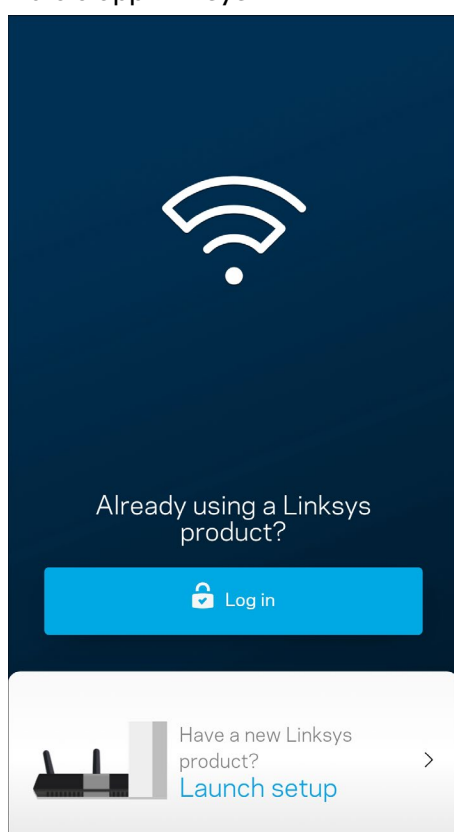 Already using a Linksys
product?
Log in
Have a new Linksys
product?
Launch setup